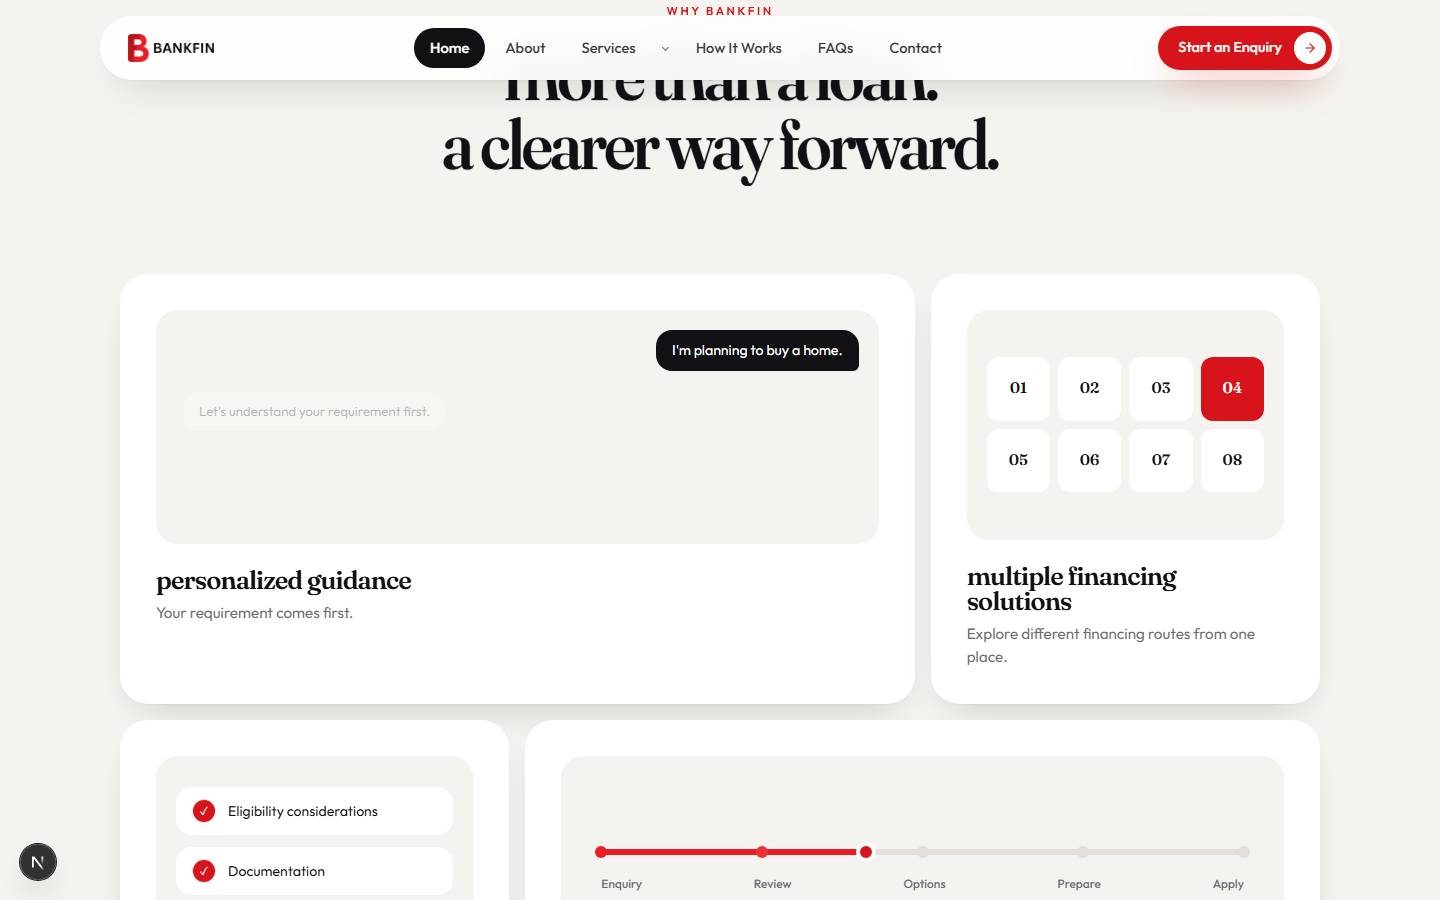 WHY BANKFIN
BANKFIN
Home
About
Services
How It Works
FAQs
Contact
Start an Enquiry
more than a loan.
a clearer way forward.
I'm planning to buy a home.
Let's understand your requirement first.
personalized guidance
Your requirement comes first.
01 02 03 04
05 06 07 08
multiple financing
solutions
Explore different financing routes from one
place.
Eligibility considerations
Documentation
Enquiry
Review
Options
Prepare
Apply
N